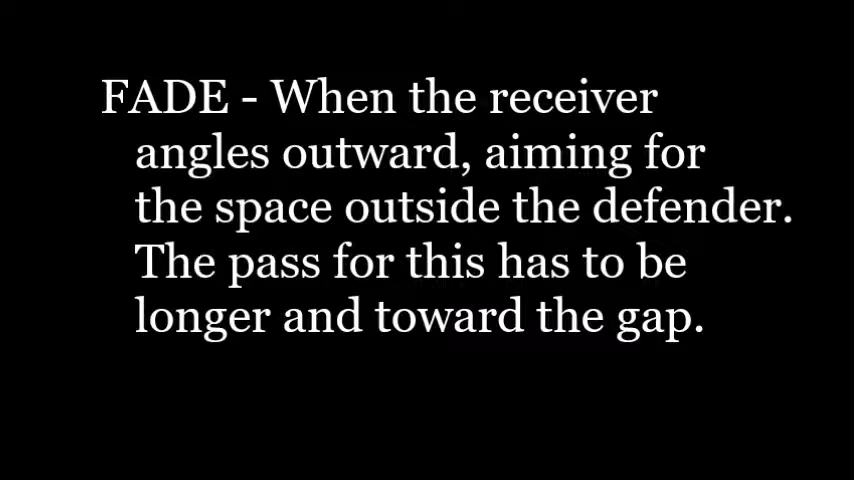 FADE - When the receiver
angles outward, aiming for
the space outside the defender.
The pass for this has to be
longer and toward the gap.